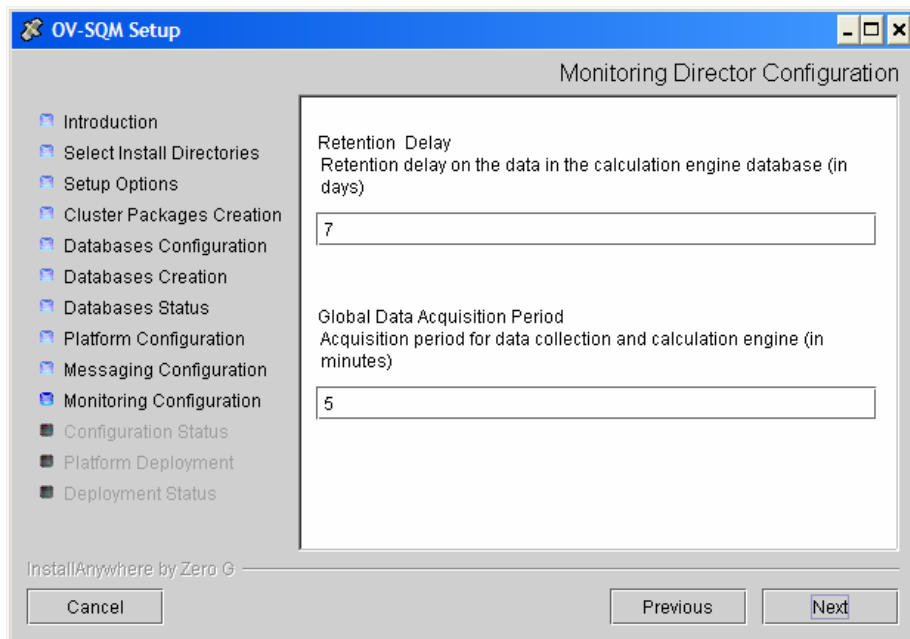 OV-SQM Setup
Monitoring Director Configuration
Introduction
Select Install Directories
Setup Options
Cluster Packages Creation
Databases Configuration
Databases Creation
Databases Status
Platform Configuration
Messaging Configuration
Monitoring Configuration
Configuration Status
Platform Deployment
Deployment Status
Retention Delay
Retention delay on the data in the calculation engine database (in
days)
7
Global Data Acquisition Period
Acquisition period for data collection and calculation engine (in
minutes)
5
InstallAnywhere by Zero G
Cancel
Previous
Next